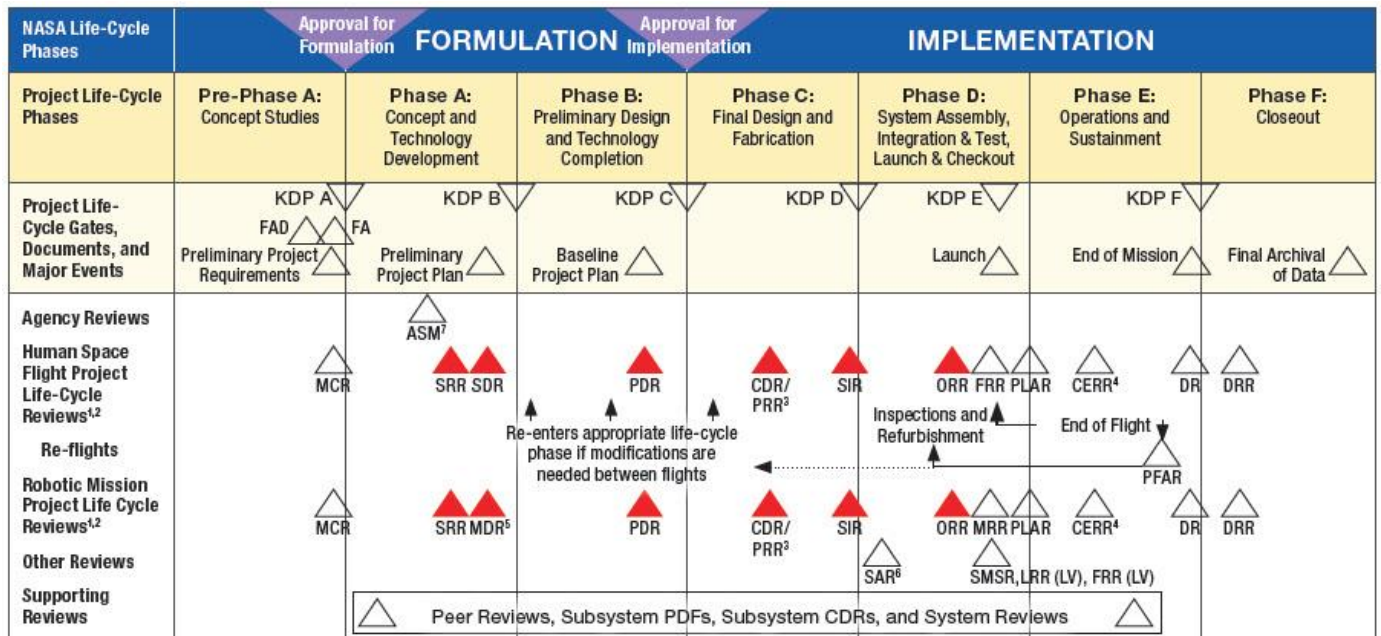 NASA Life-Cycle
Phases
Approval for
Formulation
FORMULATION
Approval for
Implementation
IMPLEMENTATION
Project Life-Cycle
Phases
Pre-Phase A:
Concept Studies
Phase A:
Concept and
Technology
Development
Phase B:
Preliminary Design
and Technology
Completion
Phase C:
Final Design and
Fabrication
Phase D:
System Assembly,
Integration & Test,
Launch & Checkout
Phase E:
Operations and
Sustainment
Phase F:
Closeout
Project Life-
Cycle Gates,
Documents, and
Major Events
KDP A
KDP B
KDP C
KDP D
KDP E
KDP F
FAD
FA
Preliminary Project
Requirements
Preliminary
Project Plan
Baseline
Project Plan
Launch
End of Mission
Final Archival
of Data
Agency Reviews
ASM7
Human Space
Flight Project
Life-Cycle
Reviews1,2
MCR
SRR SDR
PDR
CDR/
PRR3
SIR
ORR FRR PLAR
CERR4
DR
DRR
Re-flights
Re-enters appropriate life-cycle
phase if modifications are
needed between flights
Inspections and
Refurbishment
End of Flight
PFAR
Robotic Mission
Project Life Cycle
Reviews1,2
MCR
SRR MDR5
PDR
CDR/
PRR3
SIR
ORR MRR PLAR
CERR4
DR
DRR
Other Reviews
SAR6
SMSR, LRR (LV), FRR (LV)
Supporting
Reviews
Peer Reviews, Subsystem PDFs, Subsystem CDRs, and System Reviews